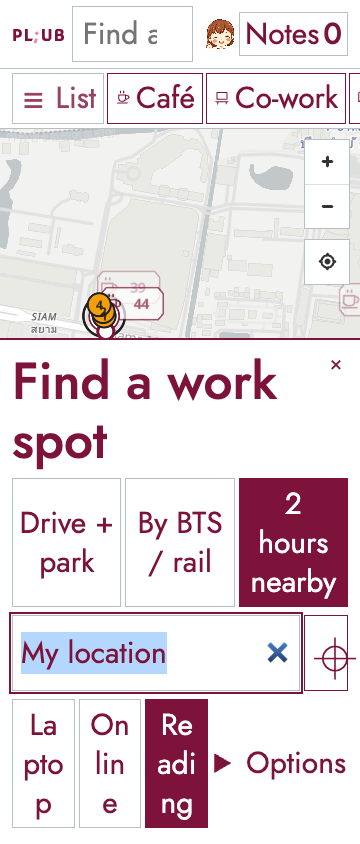 PL;UB Find a Notes 0
List Café Co-work
+
−
39
44
4
SIAM
สยาม
Find a work
spot
×
Drive +
park
By BTS
/ rail
2
hours
nearby
My location
La
pto
p
On
lin
e
Re
adi
ng
Options